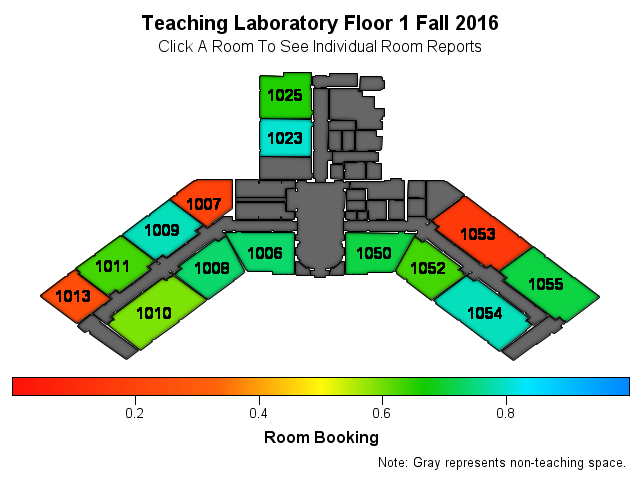 Teaching Laboratory Floor 1 Fall 2016
Click A Room To See Individual Room Reports
1025
1023
1007
1009
1053
1011
1006
1050
1008
1052
1055
1013
1010
1054
0.2 0.4 0.6 0.8
Room Booking
Note: Gray represents non-teaching space.